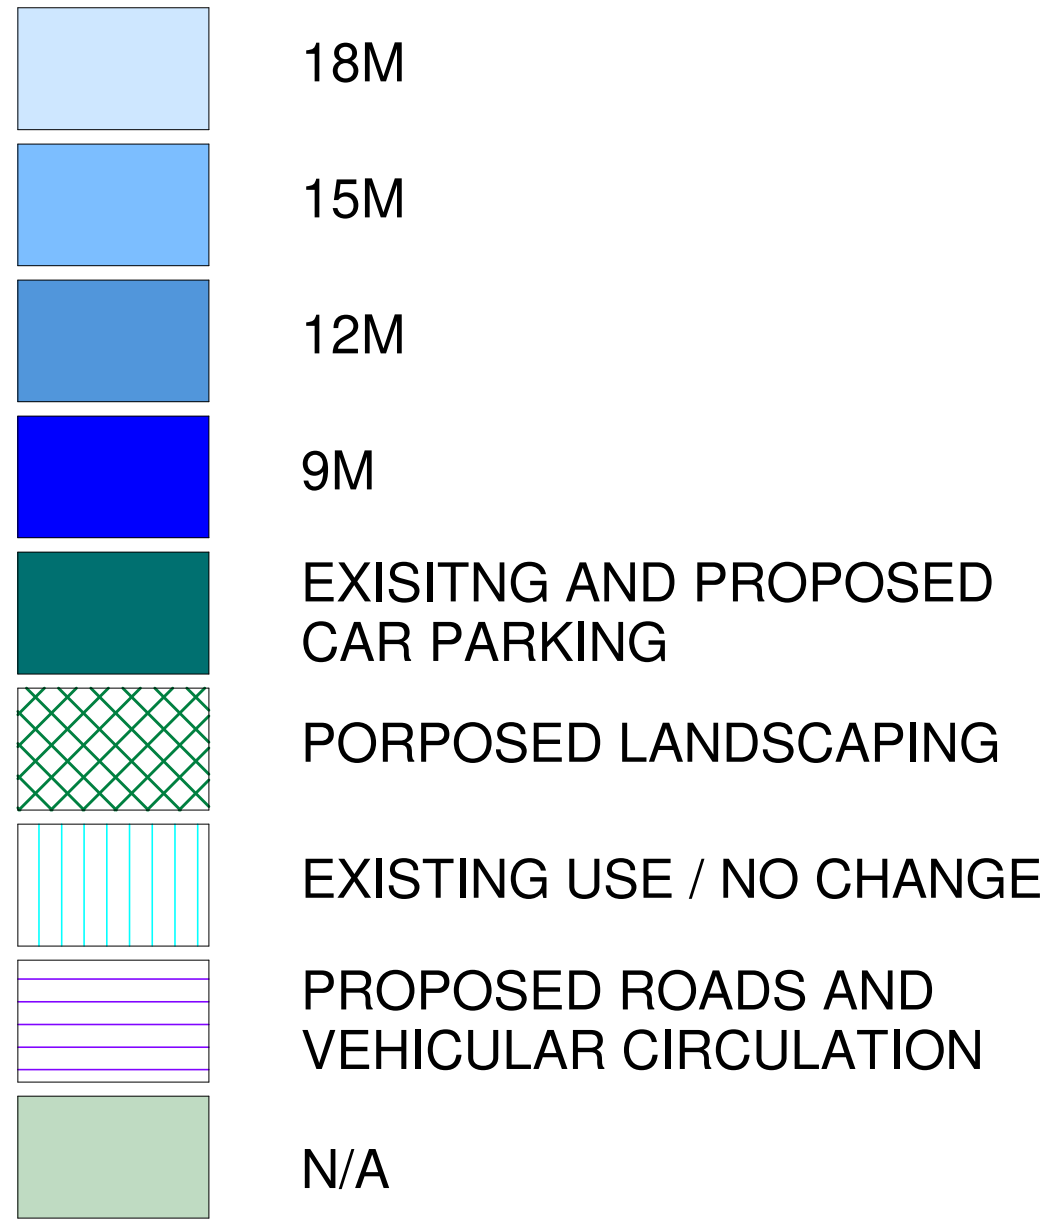 18M
15M
12M
9M
EXISITNG AND PROPOSED
CAR PARKING
PORPOSED LANDSCAPING
EXISTING USE / NO CHANGE
PROPOSED ROADS AND
VEHICULAR CIRCULATION
N/A